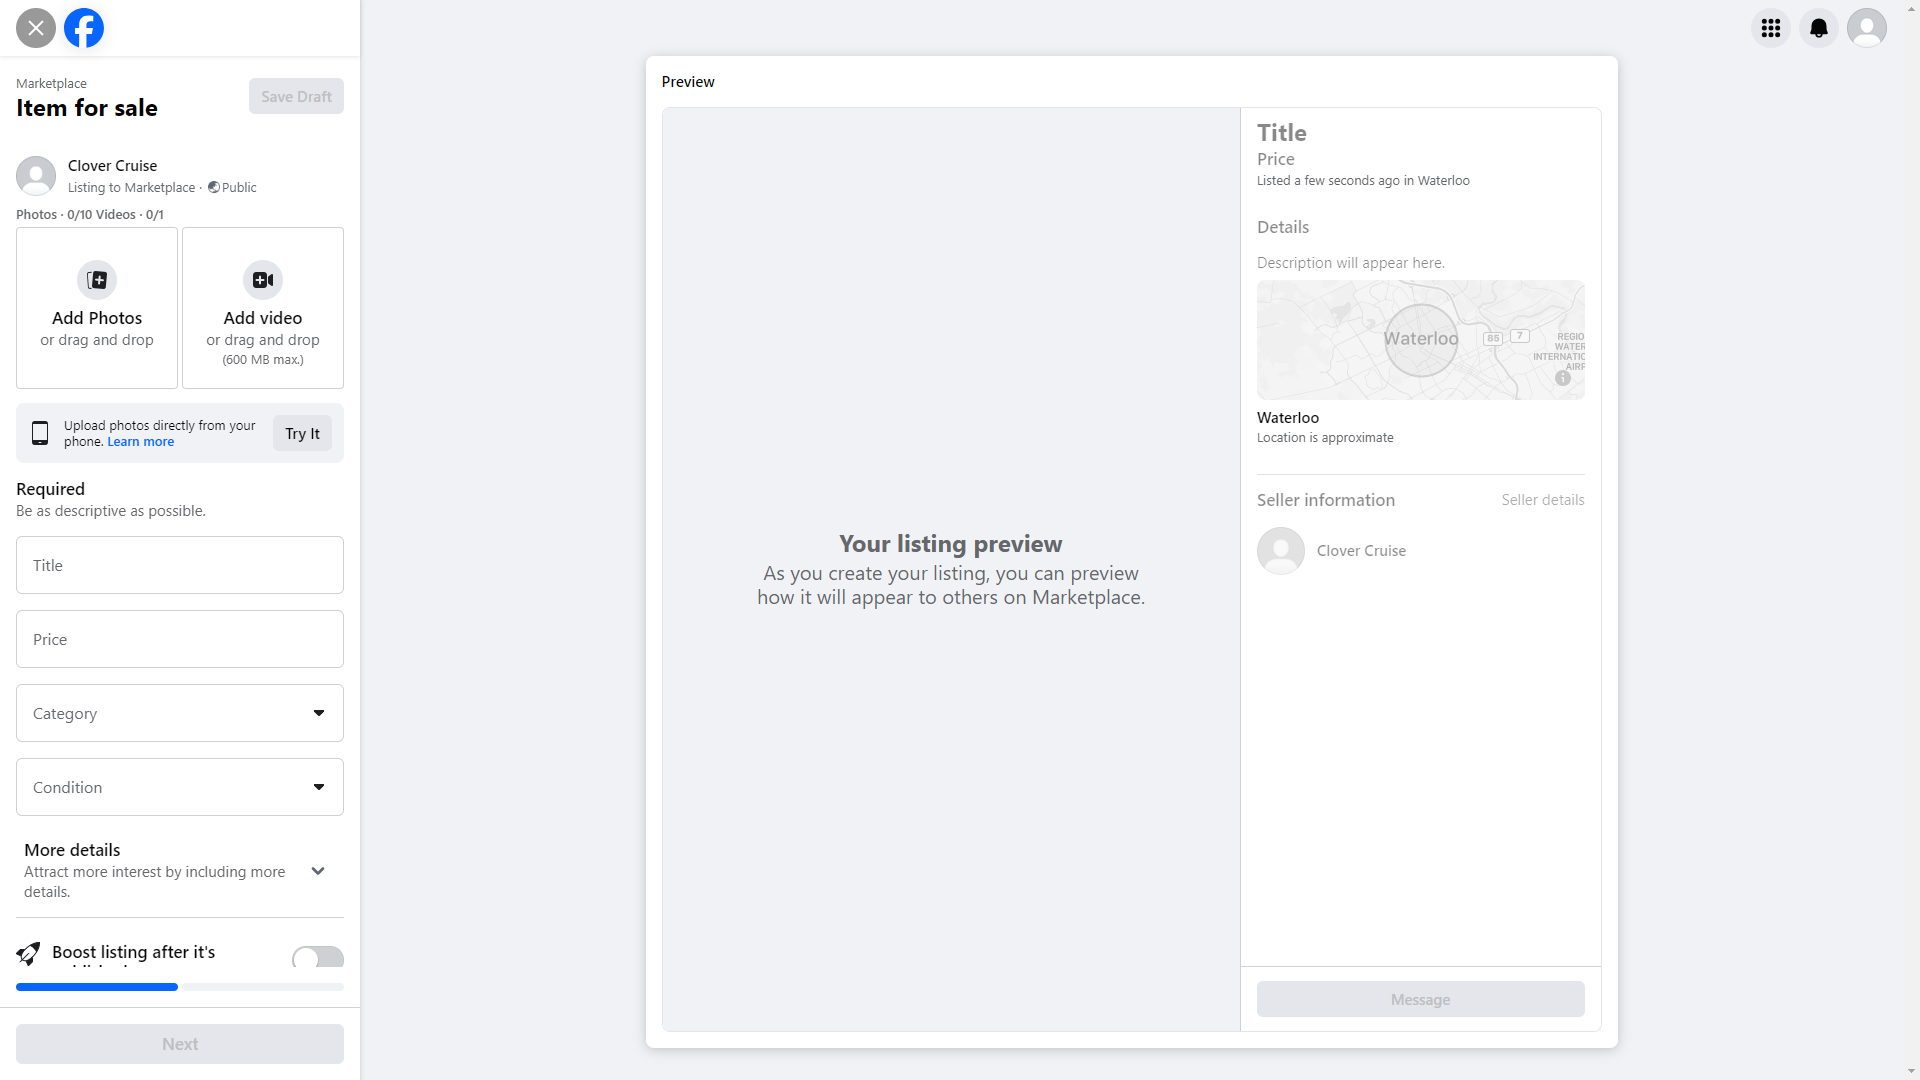 Marketplace
Item for sale
Save Draft
Clover Cruise
Listing to Marketplace · Public
Photos · 0/10 Videos · 0/1
Add Photos
or drag and drop
Add video
or drag and drop
(600 MB max.)
Upload photos directly from your
phone. Learn more
Try It
Required
Be as descriptive as possible.
Title
Price
Category
Condition
More details
Attract more interest by including more
details.
Boost listing after it's
Next
Preview
Your listing preview
As you create your listing, you can preview
how it will appear to others on Marketplace.
Title
Price
Listed a few seconds ago in Waterloo
Details
Description will appear here.
Waterloo
85
7
REGIO
WATER
INTERNATIO
AIRP
Waterloo
Location is approximate
Seller information
Seller details
Clover Cruise
Message